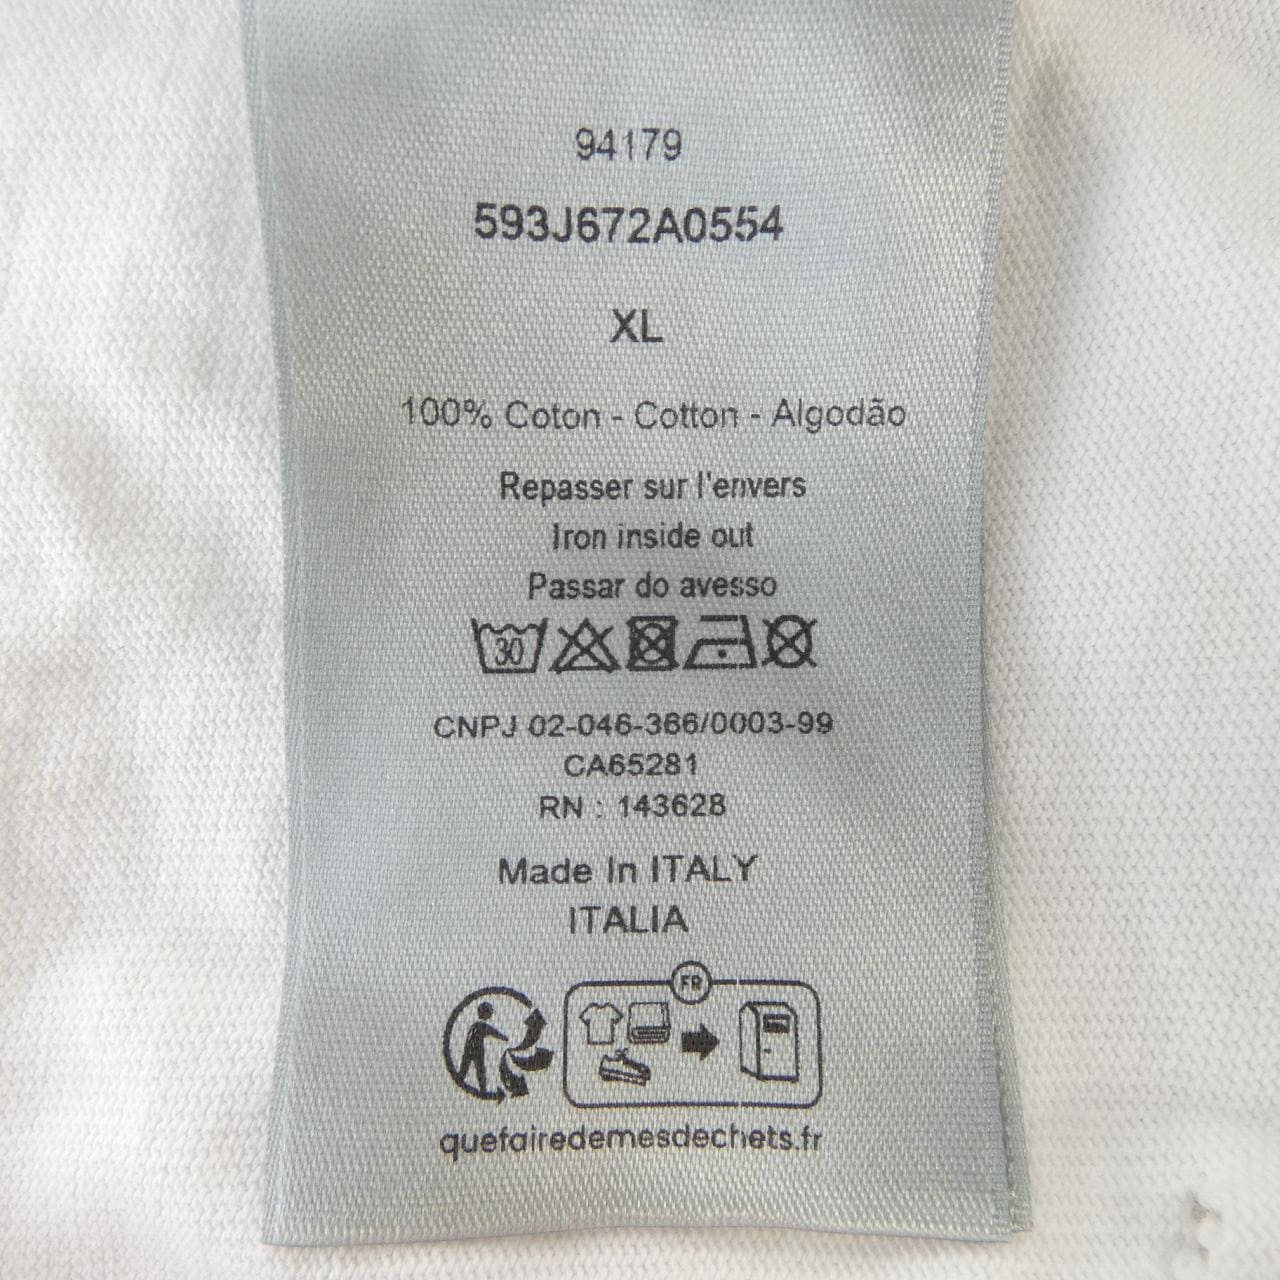 94179
593J672A0554
XL
100% Coton - Cotton - Algodão
Repasser sur l'envers
Iron inside out
Passar do avesso
30
CNPJ 02-046-366/0003-99
CA65281
RN : 143628
Made In ITALY
ITALIA
FR
quefairedemesdechets.fr